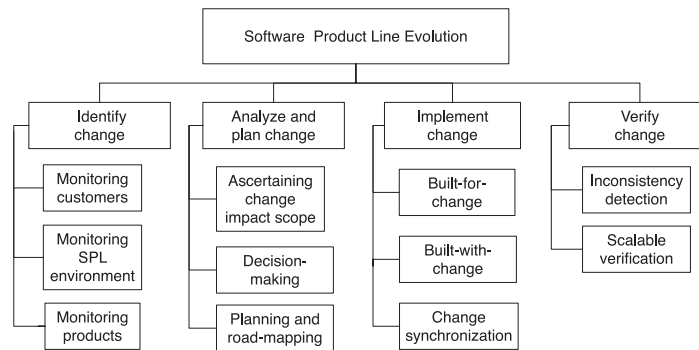 Software Product Line Evolution
Identify
change
Monitoring
customers
Monitoring
SPL
environment
Monitoring
products
Analyze and
plan change
Ascertaining
change
impact scope
Decision-
making
Planning and
road-mapping
Implement
change
Built-for-
change
Built-with-
change
Change
synchronization
Verify
change
Inconsistency
detection
Scalable
verification